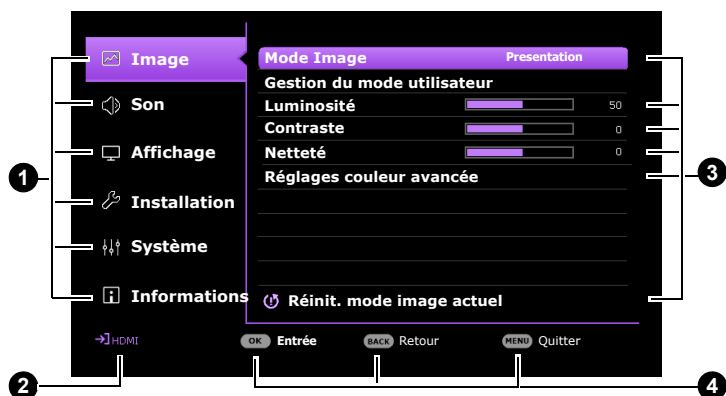 Image
Son
Affichage
Installation
Système
Informations
Mode Image Presentation
Gestion du mode utilisateur
Luminosité 50
Contraste 0
Netteté 0
Réglages couleur avancée
Réinit. mode image actuel
HDMI
OK Entrée BACK Retour MENU Quitter
1
2
3
4